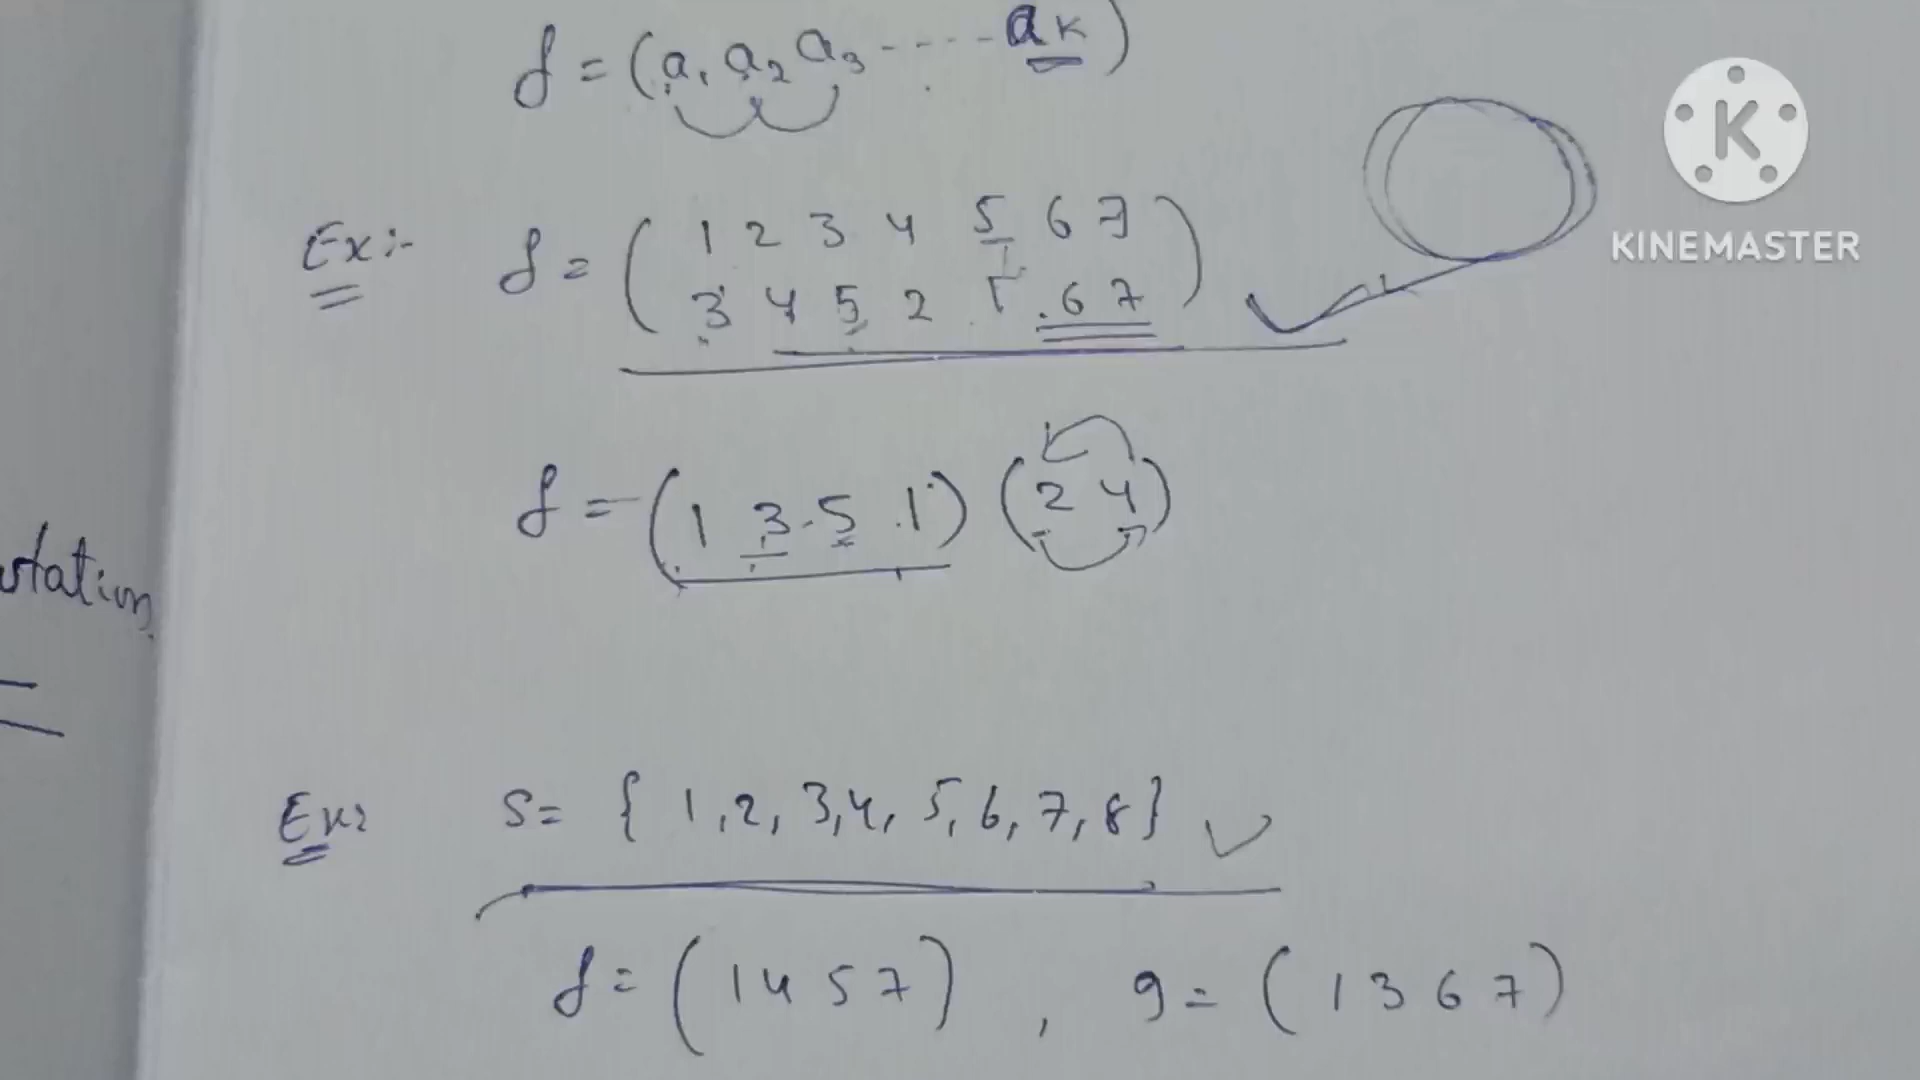 f = (a₁ a₂ a₃ ----- aₖ)
K
KINEMASTER
Ex:- f = ( 1 2 3 4 5 6 7
3 4 5 2 1 6 7 )
f = ( 1 3 5 1 ) ( 2 4 )
Ex: S = { 1, 2, 3, 4, 5, 6, 7, 8 }
f = ( 1 4 5 7 ) , g = ( 1 3 6 7 )